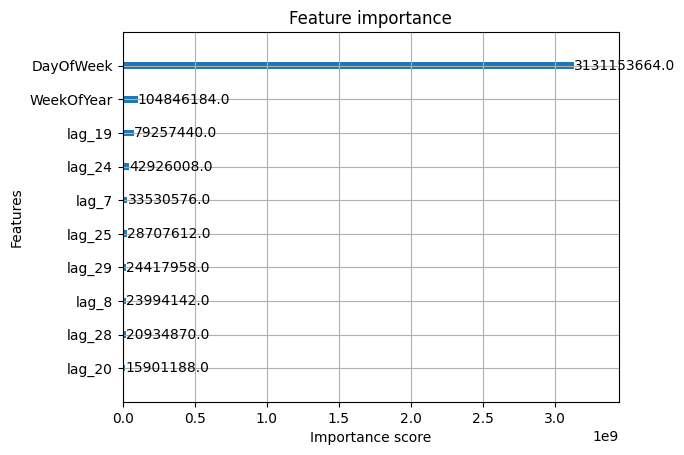 Feature importance
DayOfWeek 3131153664.0
WeekOfYear 104846184.0
lag_19 79257440.0
lag_24 42926008.0
lag_7 33530576.0
lag_25 28707612.0
lag_29 24417958.0
lag_8 23994142.0
lag_28 20934870.0
lag_20 15901188.0
Features
0.0 0.5 1.0 1.5 2.0 2.5 3.0
1e9
Importance score